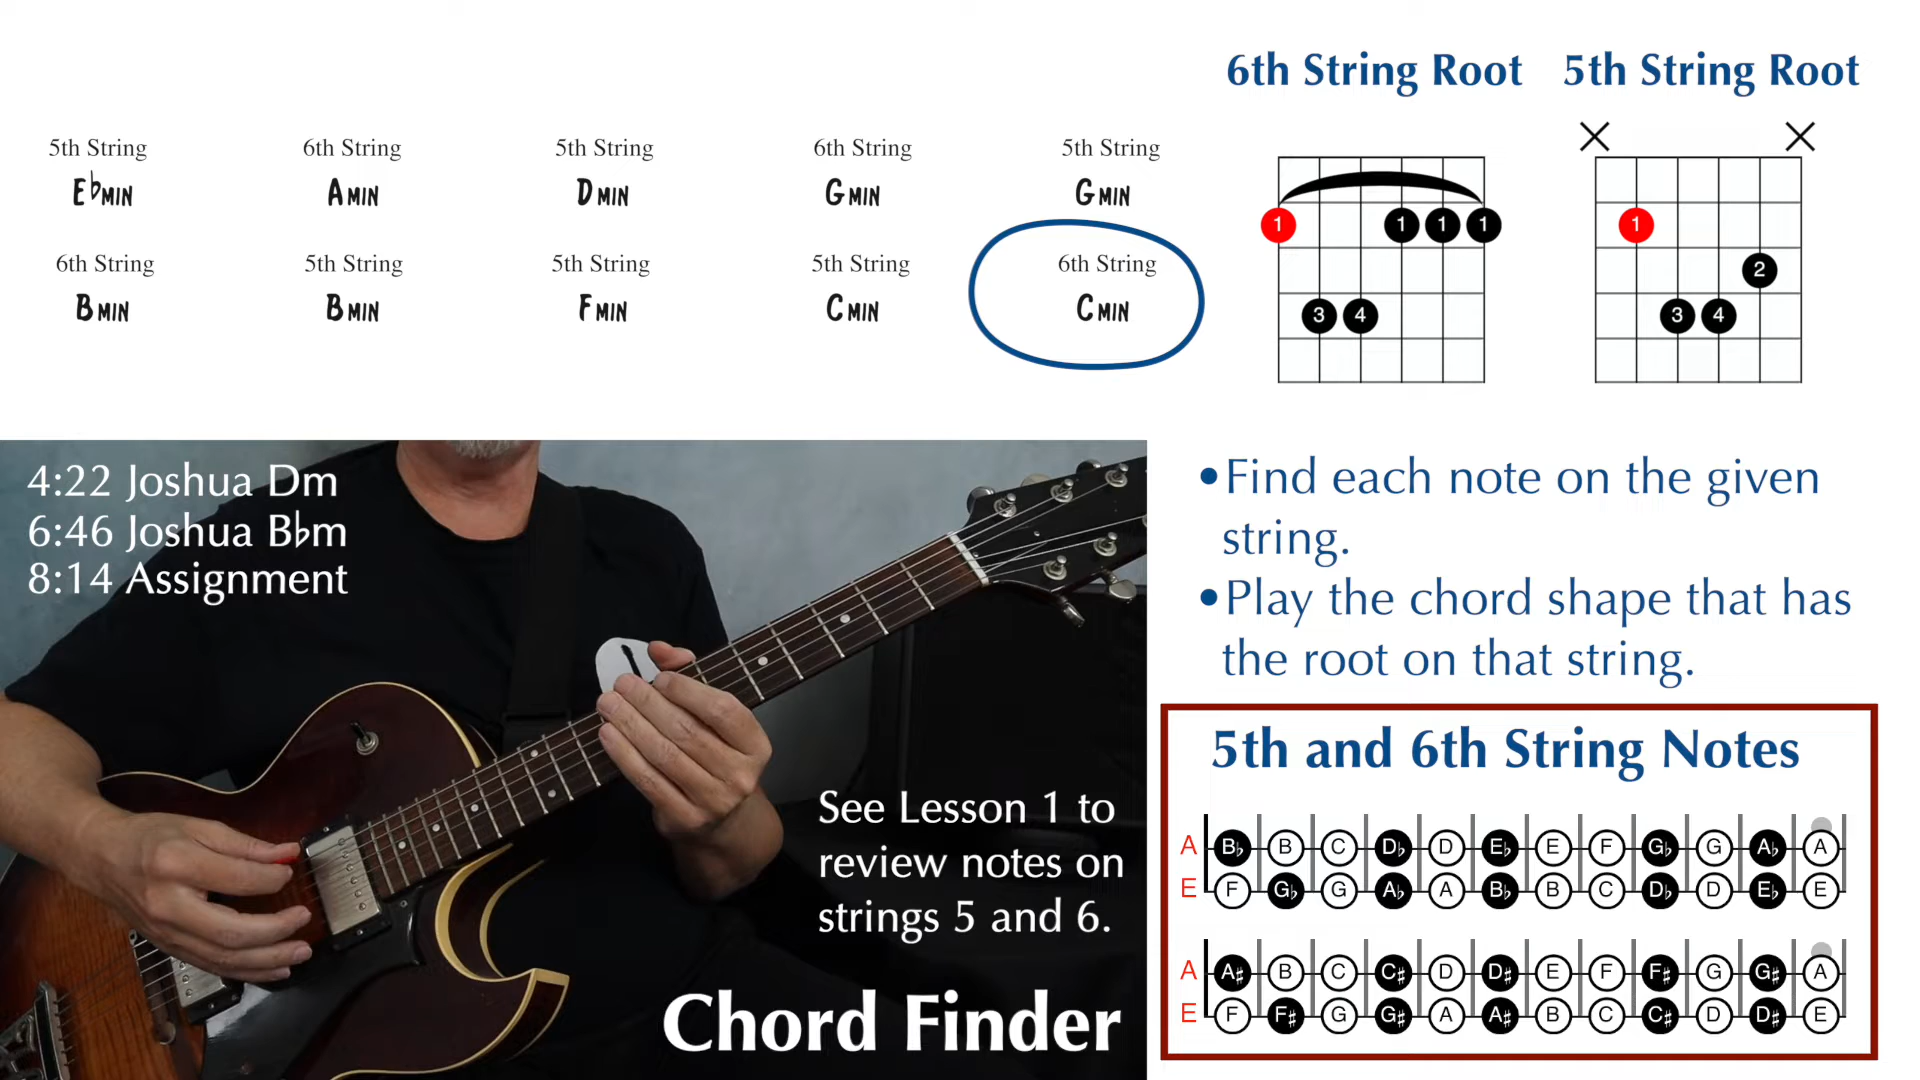 6th String Root 5th String Root
5th String 6th String 5th String 6th String 5th String
E♭MIN AMIN DMIN GMIN GMIN
6th String 5th String 5th String 5th String 6th String
BMIN BMIN FMIN CMIN CMIN
1 1 1 1
3 4
1
2
3 4
4:22 Joshua Dm
6:46 Joshua B♭m
8:14 Assignment
See Lesson 1 to
review notes on
strings 5 and 6.
Chord Finder
•Find each note on the given
string.
•Play the chord shape that has
the root on that string.
5th and 6th String Notes
A B♭ B C D♭ D E♭ E F G♭ G A♭ A
E F G♭ G A♭ A B♭ B C D♭ D E♭ E
A A♯ B C C♯ D D♯ E F F♯ G G♯ A
E F F♯ G G♯ A A♯ B C C♯ D D♯ E